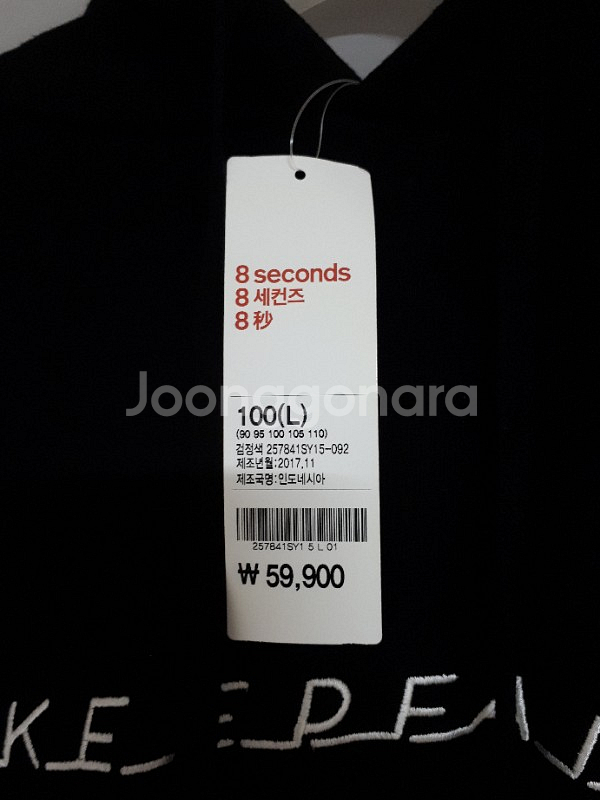 8 seconds
8 세컨즈
8 秒
Joonggonara
100(L)
(90 95 100 105 110)
검정색 257841SY15-092
제조년월:2017.11
제조국명:인도네시아
257841SY1 5 L 01
₩ 59,900